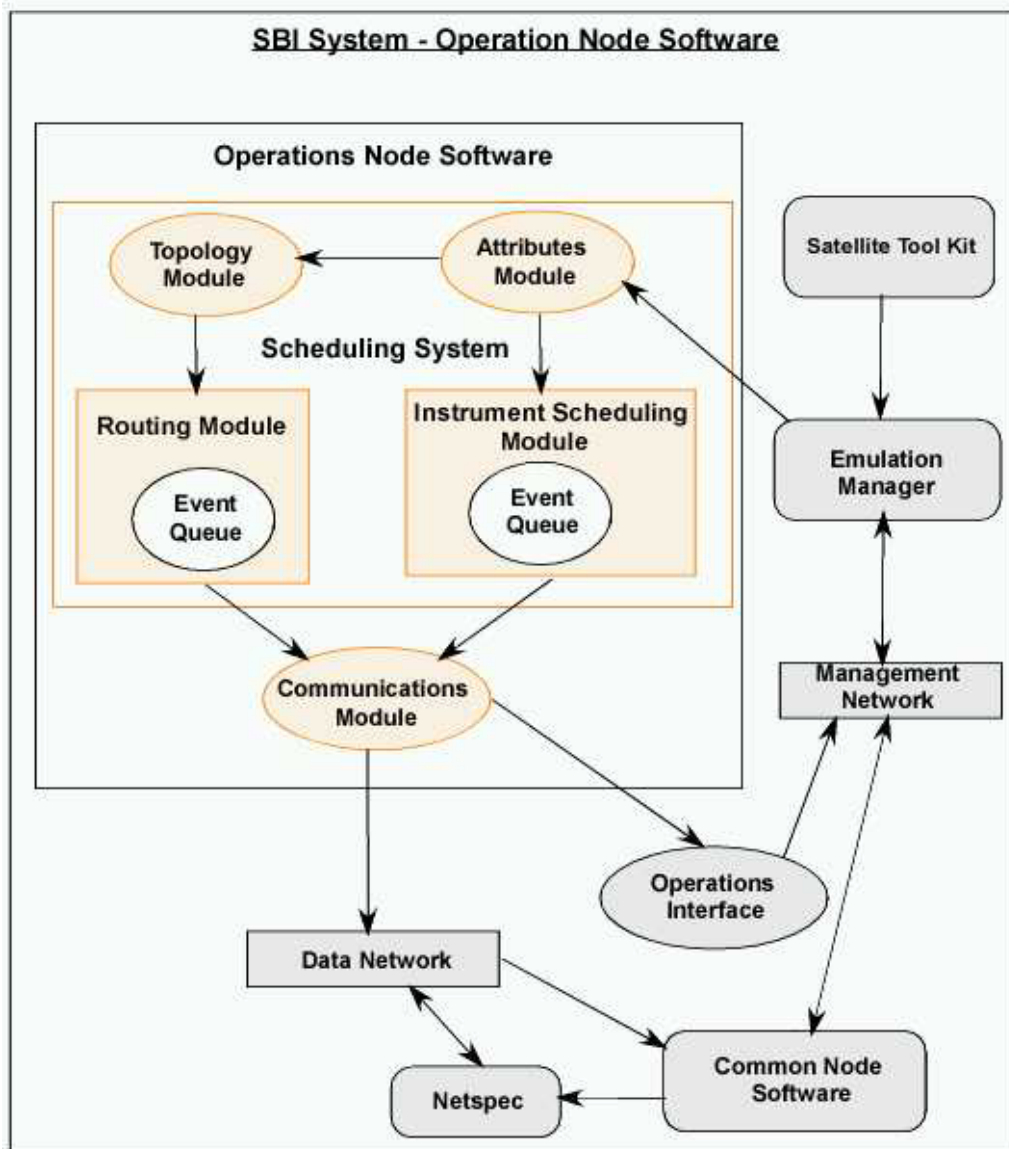 SBI System - Operation Node Software
Operations Node Software
Topology
Module
Attributes
Module
Satellite Tool Kit
Scheduling System
Routing Module
Event
Queue
Instrument Scheduling
Module
Event
Queue
Emulation
Manager
Communications
Module
Management
Network
Operations
Interface
Data Network
Common Node
Software
Netspec